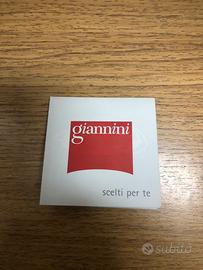 giannini
scelti per te
subito